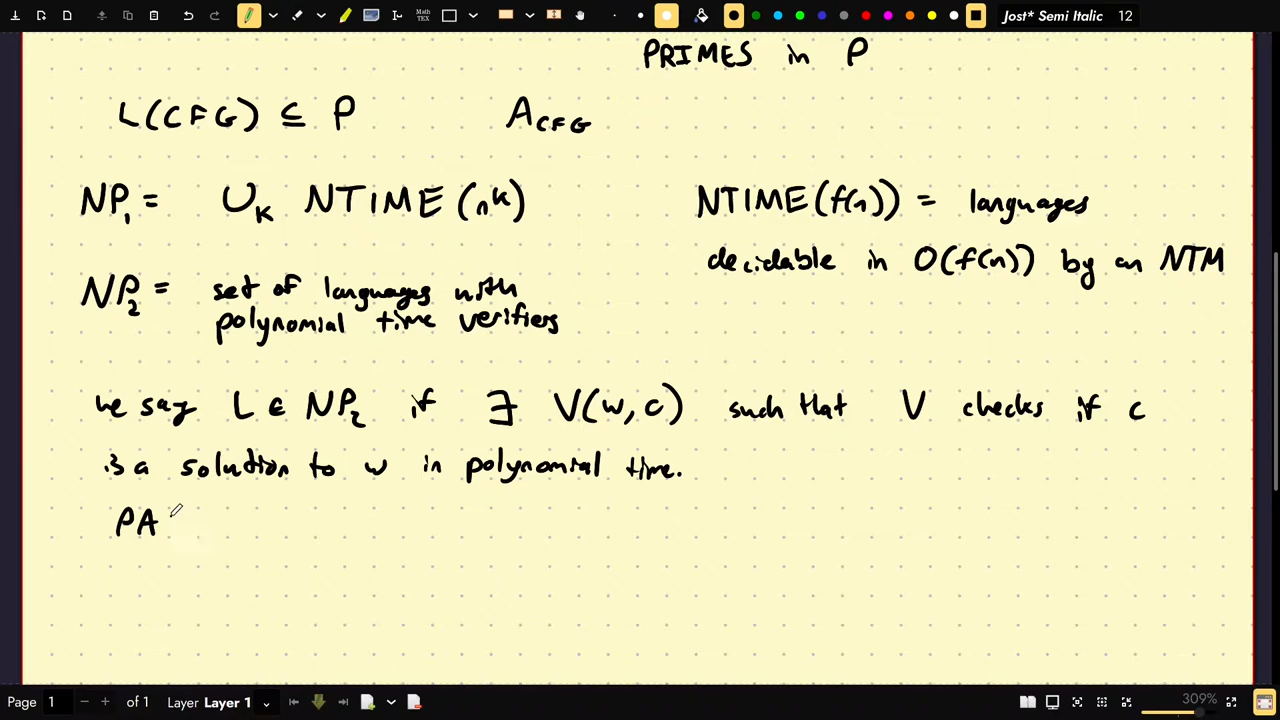 Math
TEX
Jost* Semi Italic 12
PRIMES in P
L(CFG) ⊆ P A_CFG
NP₁ = ∪ₖ NTIME(nᵏ)
NTIME(f(n)) = languages
decidable in O(f(n)) by an NTM
NP₂ = set of languages with
polynomial time verifiers
we say L ∈ NP₂ if ∃ V(w, c) such that V checks if c
is a solution to w in polynomial time.
PA
Page 1 of 1 Layer Layer 1 309%